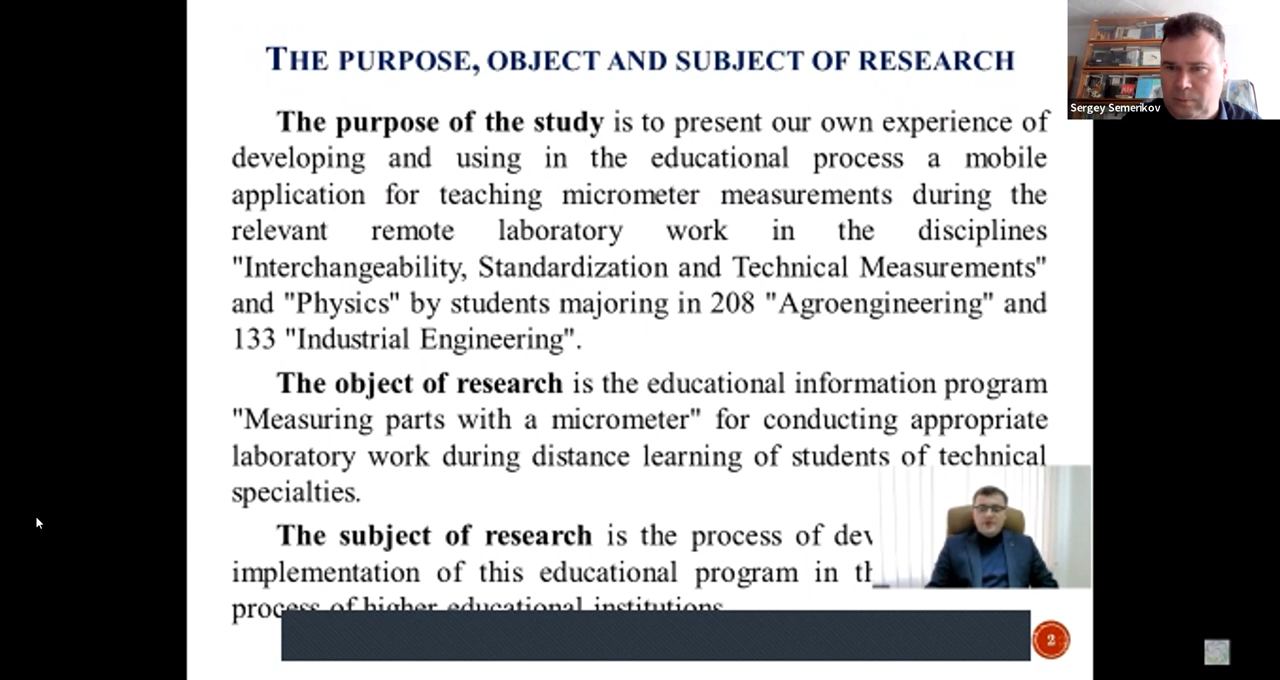 THE PURPOSE, OBJECT AND SUBJECT OF RESEARCH
Sergey Semerikov
The purpose of the study is to present our own experience of
developing and using in the educational process a mobile
application for teaching micrometer measurements during the
relevant remote laboratory work in the disciplines
"Interchangeability, Standardization and Technical Measurements"
and "Physics" by students majoring in 208 "Agroengineering" and
133 "Industrial Engineering".
The object of research is the educational information program
"Measuring parts with a micrometer" for conducting appropriate
laboratory work during distance learning of students of technical
specialties.
The subject of research is the process of
implementation of this educational program in
process of higher educational institutions
2